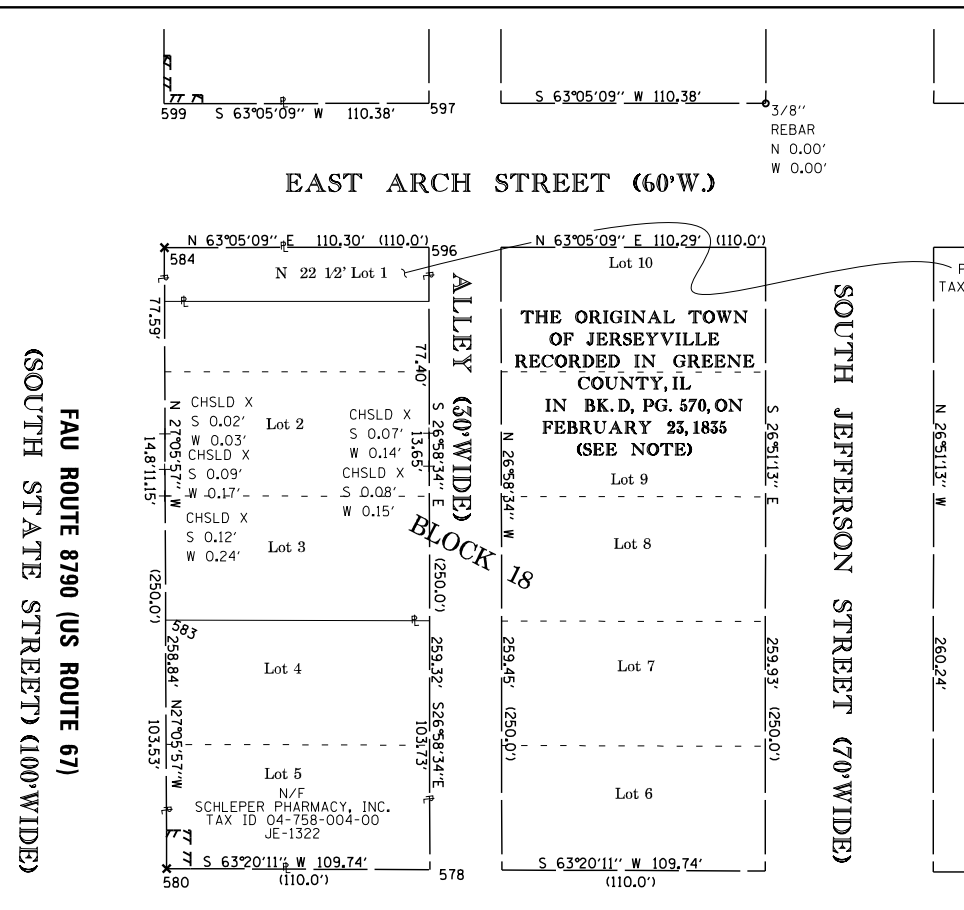 599 S 63°05'09" W 110.38' 597
S 63°05'09" W 110.38'
3/8"
REBAR
N 0.00'
W 0.00'
EAST ARCH STREET (60'W.)
N 63°05'09" E 110.30' (110.0')
N 63°05'09" E 110.29' (110.0')
584
596
N 22 1/2' Lot 1
Lot 10
P
TAX
77.59'
77.40'
ALLEY (30'WIDE)
THE ORIGINAL TOWN
OF JERSEYVILLE
RECORDED IN GREENE
COUNTY, IL
IN BK. D, PG. 570, ON
FEBRUARY 23, 1835
(SEE NOTE)
SOUTH JEFFERSON STREET (70'WIDE)
(SOUTH STATE STREET) (100'WIDE)
FAU ROUTE 8790 (US ROUTE 67)
N 27°05'57" W
14.8'
11.15'
CHSLD X
S 0.02'
W 0.03'
CHSLD X
S 0.09'
W 0.17'
CHSLD X
S 0.12'
W 0.24'
Lot 2
CHSLD X
S 0.07'
W 0.14'
CHSLD X
S 0.08'
W 0.15'
13.65'
S 26°58'34" E
N 26°58'34" W
S 26°51'13" E
N 26°51'13" W
Lot 9
Lot 3
BLOCK 18
Lot 8
(250.0')
(250.0')
583
258.84'
N27°05'57"W
103.53'
Lot 4
259.32'
S26°58'34"E
103.73'
259.45'
(250.0')
Lot 7
259.93'
(250.0')
260.24'
Lot 5
N/F
SCHLEPER PHARMACY, INC.
TAX ID 04-758-004-00
JE-1322
Lot 6
S 63°20'11" W 109.74'
(110.0')
580
578
S 63°20'11" W 109.74'
(110.0')